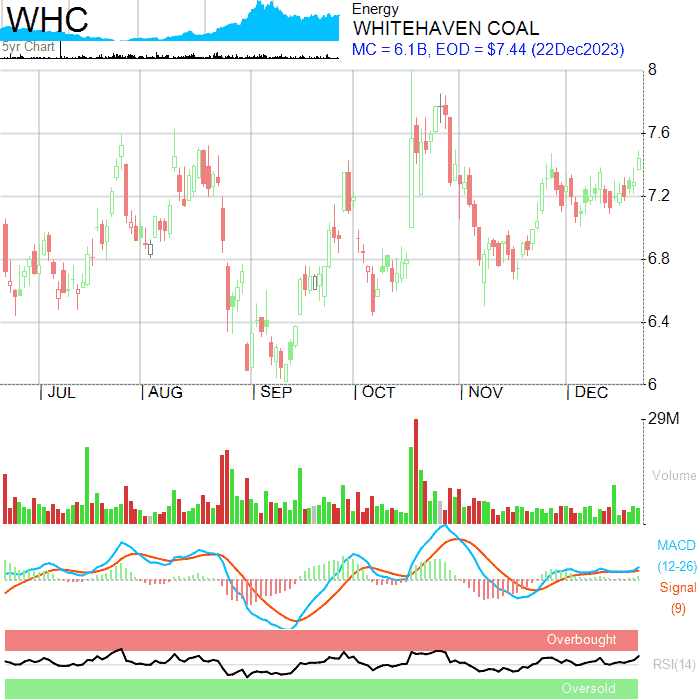 WHC
5yr Chart
Energy
WHITEHAVEN COAL
MC = 6.1B, EOD = $7.44 (22Dec2023)
8
7.6
7.2
6.8
6.4
6
JUL AUG SEP OCT NOV DEC
29M
Volume
MACD
(12-26)
Signal
(9)
Overbought
RSI(14)
Oversold